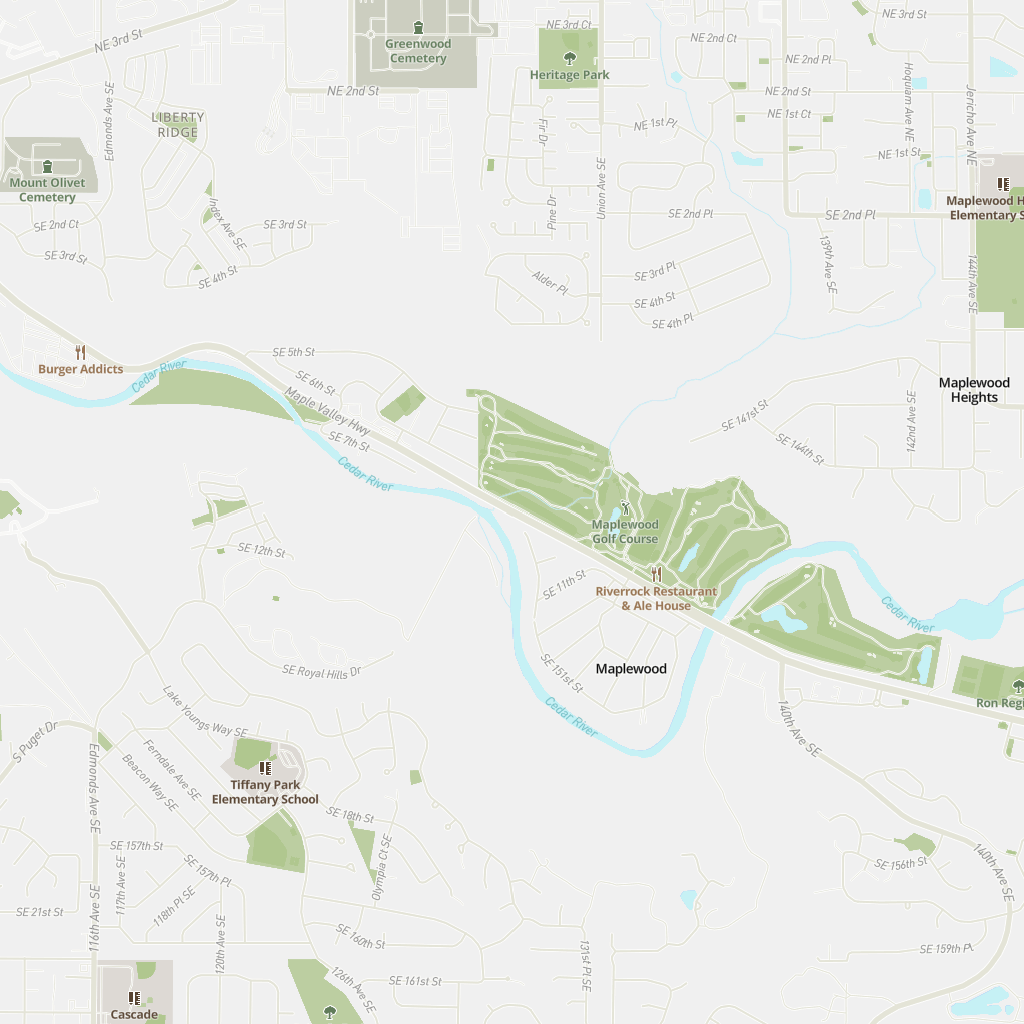 NE 3rd St
Greenwood
Cemetery
NE 3rd Ct
NE 3rd St
NE 2nd Ct
NE 2nd Pl
Heritage Park
NE 2nd St
NE 2nd St
Edmonds Ave SE
LIBERTY
RIDGE
Fir Dr
NE 1st Pl
NE 1st Ct
Hoquiam Ave NE
Jericho Ave NE
NE 1st St
Mount Olivet
Cemetery
Union Ave SE
Pine Dr
Maplewood H
Elementary S
SE 2nd Ct
Index Ave SE
SE 3rd St
SE 2nd Pl
SE 2nd Pl
SE 3rd St
SE 4th St
139th Ave SE
144th Ave SE
Alder Pl
SE 3rd Pl
SE 4th St
SE 4th Pl
Burger Addicts
Cedar River
SE 5th St
SE 6th St
Maple Valley Hwy
SE 7th St
Maplewood
Heights
SE 141st St
142nd Ave SE
SE 144th St
Cedar River
Maplewood
Golf Course
SE 12th St
SE 11th St
Riverrock Restaurant
& Ale House
Cedar River
SE Royal Hills Dr
SE 151st St
Maplewood
Cedar River
Ron Regi
Lake Youngs Way SE
S Puget Dr
140th Ave SE
Edmonds Ave SE
Ferndale Ave SE
Beacon Way SE
Tiffany Park
Elementary School
SE 18th St
SE 157th St
SE 157th Pl
117th Ave SE
118th Pl SE
Olympia Ct SE
SE 156th St
140th Ave SE
SE 21st St
116th Ave SE
120th Ave SE
SE 160th St
131st Pl SE
SE 159th Pl
SE 161st St
126th Ave SE
Cascade